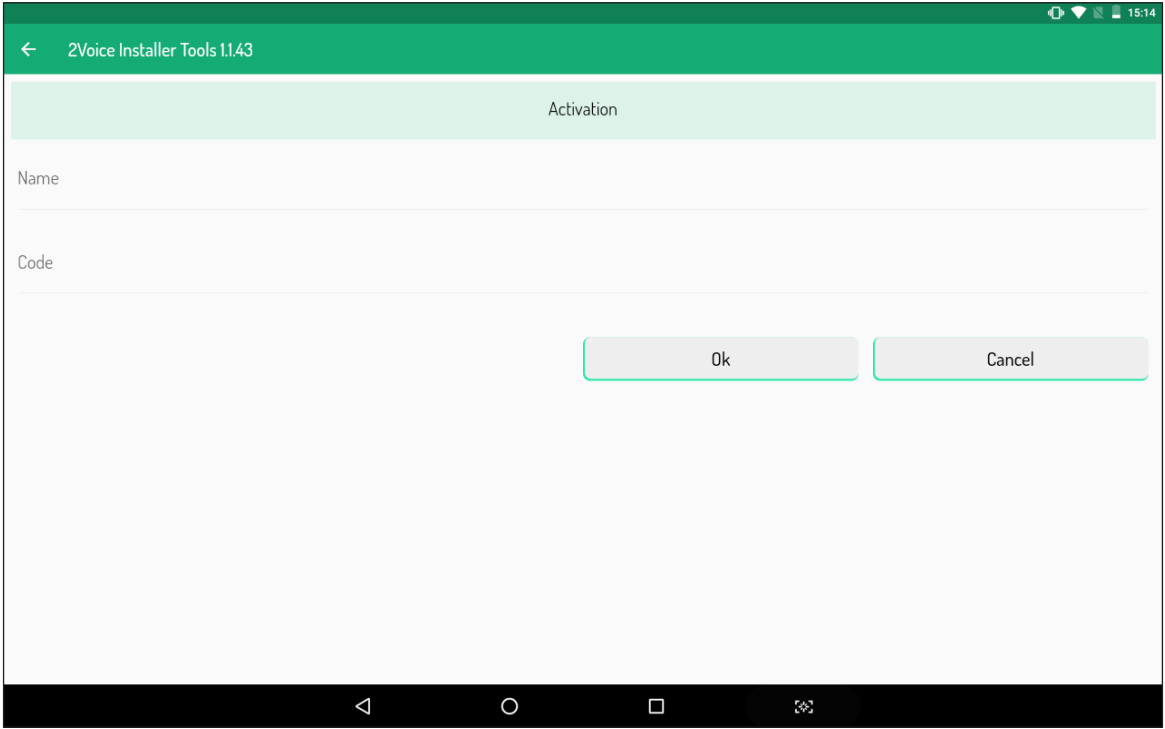 15:14
2Voice Installer Tools 1.1.43
Activation
Name
Code
Ok Cancel